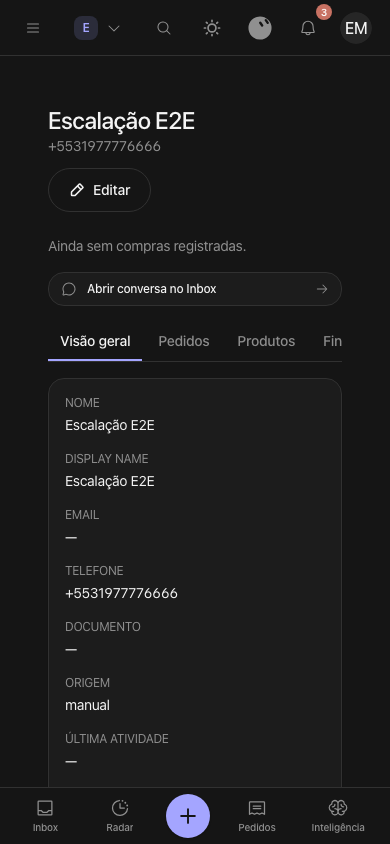 E
3
EM
Escalação E2E
+5531977776666
Editar
Ainda sem compras registradas.
Abrir conversa no Inbox
Visão geral Pedidos Produtos Fin
NOME
Escalação E2E
DISPLAY NAME
Escalação E2E
EMAIL
—
TELEFONE
+5531977776666
DOCUMENTO
—
ORIGEM
manual
ÚLTIMA ATIVIDADE
—
Inbox Radar Pedidos Inteligência